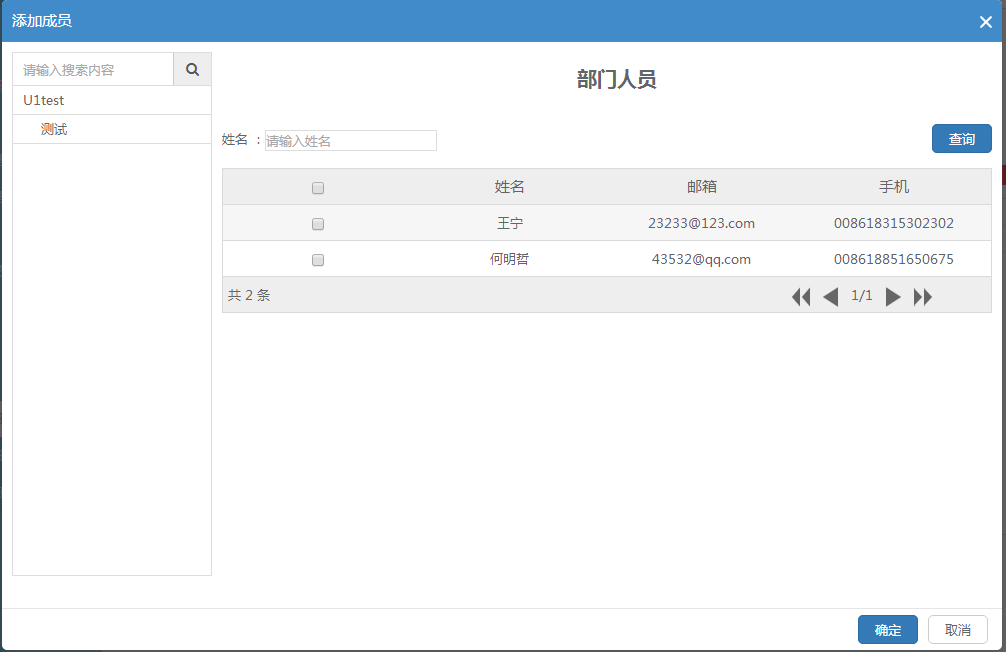 添加成员
请输入搜索内容
U1test
测试
部门人员
姓名 : 请输入姓名 查询
姓名 邮箱 手机
王宁 23233@123.com 008618315302302
何明哲 43532@qq.com 008618851650675
共 2 条 1/1
确定 取消